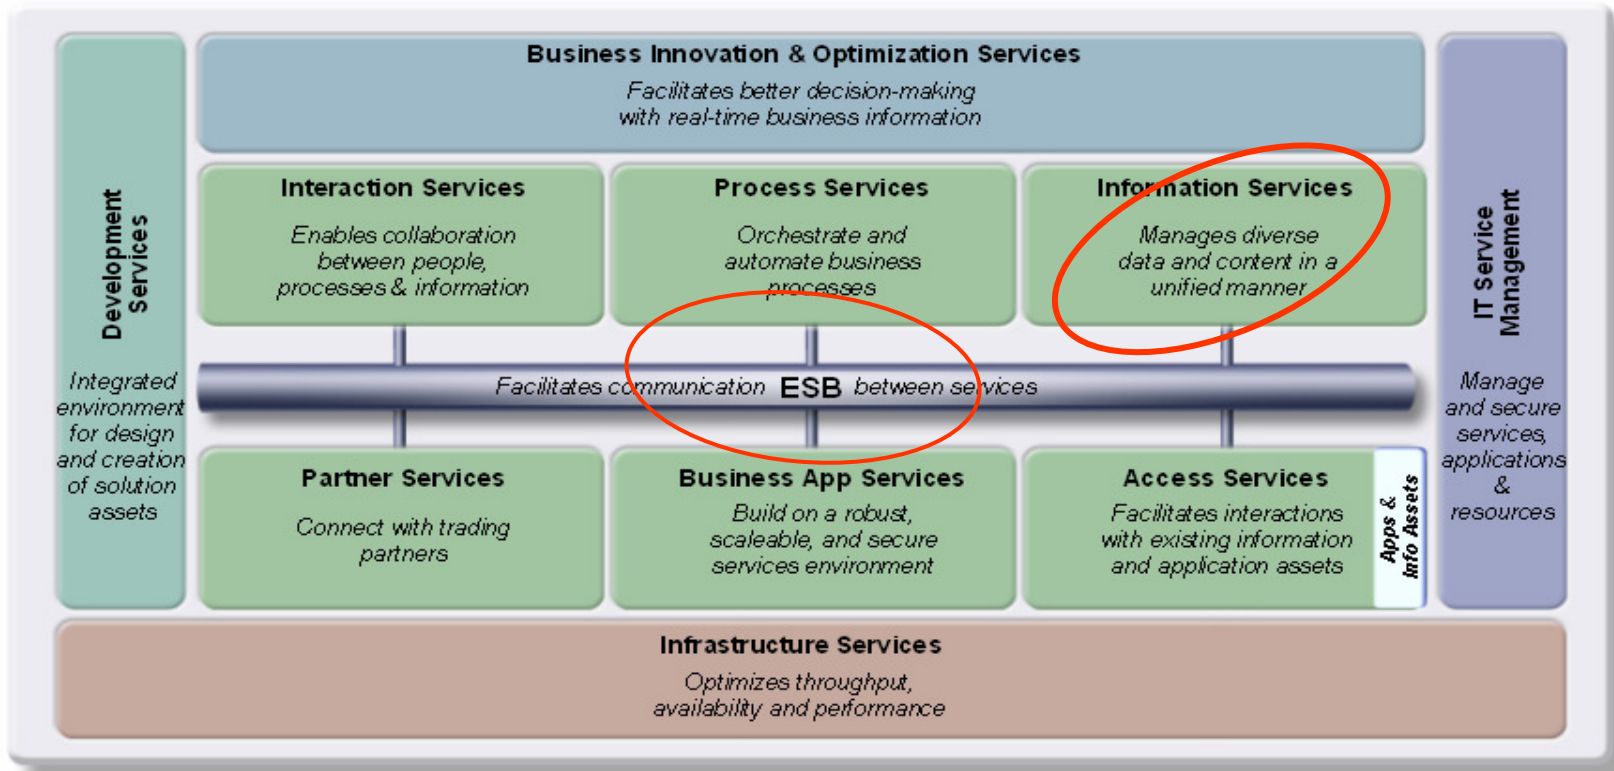 Business Innovation & Optimization Services
Facilitates better decision-making
with real-time business information
Development
Services
Integrated
environment
for design
and creation
of solution
assets
Interaction Services
Enables collaboration
between people,
processes & information
Process Services
Orchestrate and
automate business
processes
Information Services
Manages diverse
data and content in a
unified manner
Facilitates communication ESB between services
Partner Services
Connect with trading
partners
Business App Services
Build on a robust,
scaleable, and secure
services environment
Access Services
Facilitates interactions
with existing information
and application assets
Apps &
Info Assets
IT Service
Management
Manage
and secure
services,
applications
&
resources
Infrastructure Services
Optimizes throughput,
availability and performance